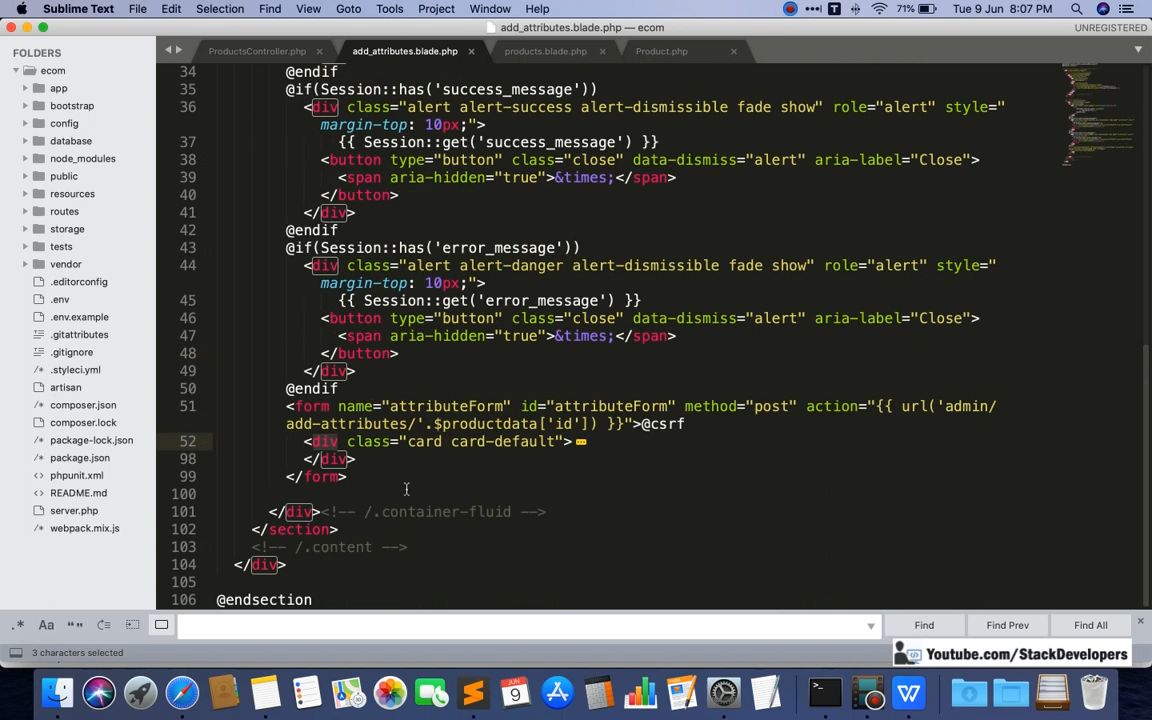 Sublime Text File Edit Selection Find View Goto Tools Project Window Help 71% Tue 9 Jun 8:07 PM
add_attributes.blade.php — ecom UNREGISTERED
FOLDERS
ecom
app
bootstrap
config
database
node_modules
public
resources
routes
storage
tests
vendor
.editorconfig
.env
.env.example
.gitattributes
.gitignore
.styleci.yml
artisan
composer.json
composer.lock
package-lock.json
package.json
phpunit.xml
README.md
server.php
webpack.mix.js
ProductsController.php × add_attributes.blade.php × products.blade.php × Product.php ×
34 @endif
35 @if(Session::has('success_message'))
36 <div class="alert alert-success alert-dismissible fade show" role="alert" style="
margin-top: 10px;">
37 {{ Session::get('success_message') }}
38 <button type="button" class="close" data-dismiss="alert" aria-label="Close">
39 <span aria-hidden="true">&times;</span>
40 </button>
41 </div>
42 @endif
43 @if(Session::has('error_message'))
44 <div class="alert alert-danger alert-dismissible fade show" role="alert" style="
margin-top: 10px;">
45 {{ Session::get('error_message') }}
46 <button type="button" class="close" data-dismiss="alert" aria-label="Close">
47 <span aria-hidden="true">&times;</span>
48 </button>
49 </div>
50 @endif
51 <form name="attributeForm" id="attributeForm" method="post" action="{{ url('admin/
add-attributes/'.$productdata['id']) }}">@csrf
52 <div class="card card-default">
98 </div>
99 </form>
100
101 </div><!-- /.container-fluid -->
102 </section>
103 <!-- /.content -->
104 </div>
105
106 @endsection
.* Aa “” Find Find Prev Find All
3 characters selected
Youtube.com/StackDevelopers
JUN
9